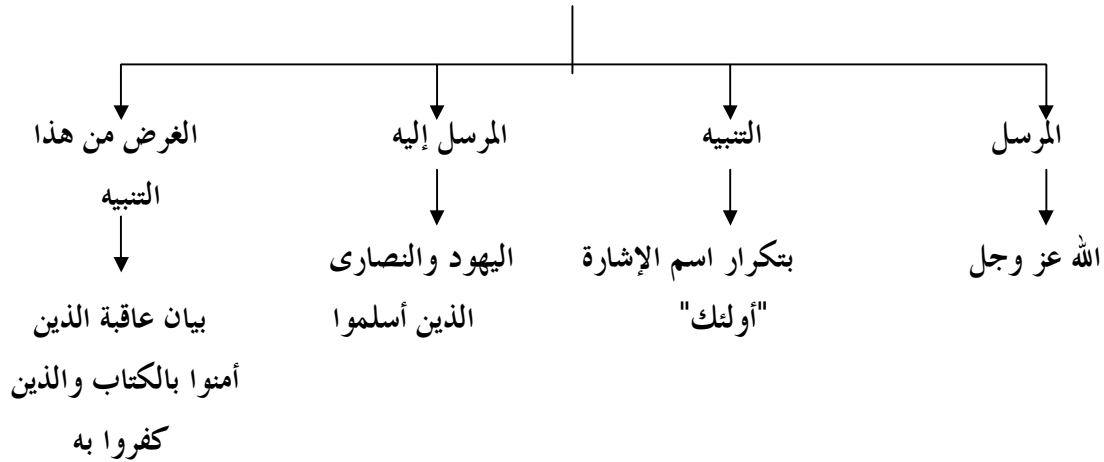 المرسل
الله عز وجل
التنبيه
بتكرار اسم الإشارة
"أولئك"
المرسل إليه
اليهود والنصارى
الذين أسلموا
الغرض من هذا
التنبيه
بيان عاقبة الذين
أمنوا بالكتاب والذين
كفروا به